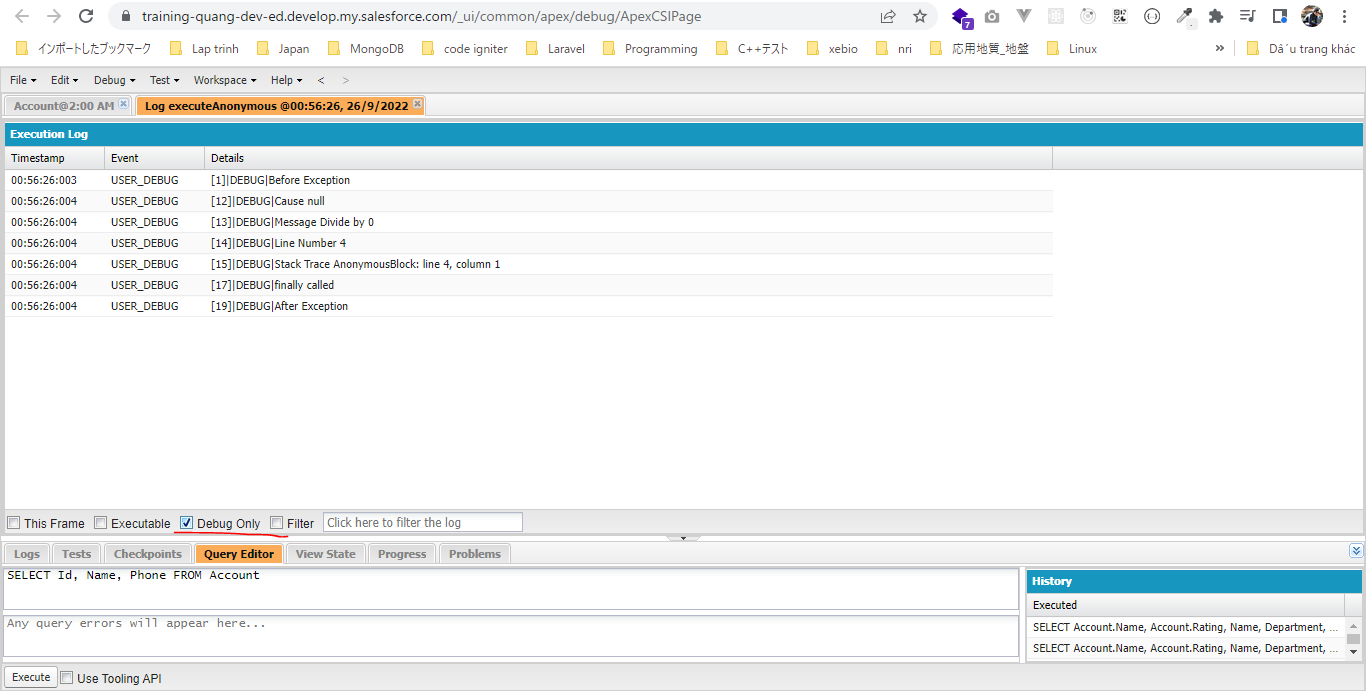 training-quang-dev-ed.develop.my.salesforce.com/_ui/common/apex/debug/ApexCSIPage
7
インポートしたブックマーク Lap trinh Japan MongoDB code igniter Laravel Programming C++テスト xebio nri 応用地質_地盤 Linux » Dấu trang khác
File Edit Debug Test Workspace Help < >
Account@2:00 AM Log executeAnonymous @00:56:26, 26/9/2022
Execution Log
Timestamp Event Details
00:56:26:003 USER_DEBUG [1]|DEBUG|Before Exception
00:56:26:004 USER_DEBUG [12]|DEBUG|Cause null
00:56:26:004 USER_DEBUG [13]|DEBUG|Message Divide by 0
00:56:26:004 USER_DEBUG [14]|DEBUG|Line Number 4
00:56:26:004 USER_DEBUG [15]|DEBUG|Stack Trace AnonymousBlock: line 4, column 1
00:56:26:004 USER_DEBUG [17]|DEBUG|finally called
00:56:26:004 USER_DEBUG [19]|DEBUG|After Exception
This Frame Executable Debug Only Filter Click here to filter the log
Logs Tests Checkpoints Query Editor View State Progress Problems
SELECT Id, Name, Phone FROM Account
Any query errors will appear here...
History
Executed
SELECT Account.Name, Account.Rating, Name, Department, ...
SELECT Account.Name, Account.Rating, Name, Department, ...
Execute Use Tooling API